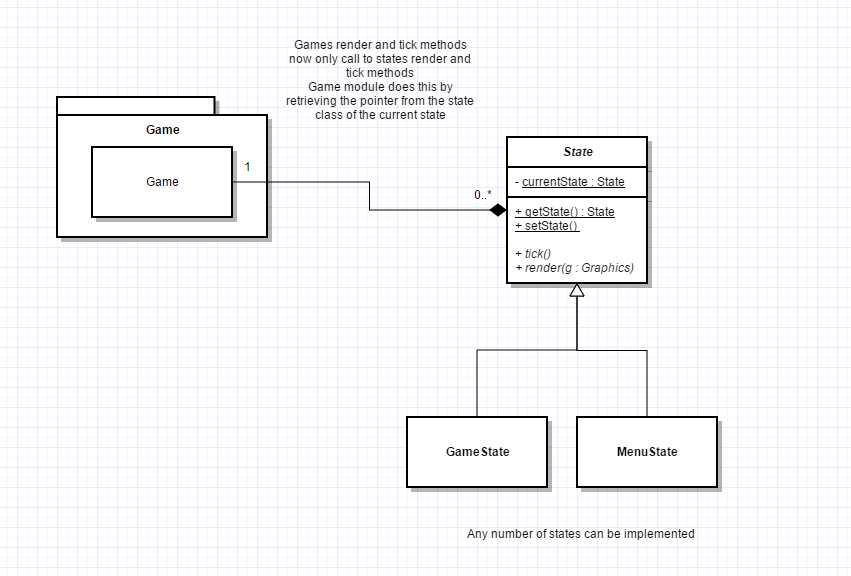 Games render and tick methods
now only call to states render and
tick methods
Game module does this by
retrieving the pointer from the state
class of the current state
Game
Game
1
0..*
State
- currentState : State
+ getState() : State
+ setState()
+ tick()
+ render(g : Graphics)
GameState
MenuState
Any number of states can be implemented